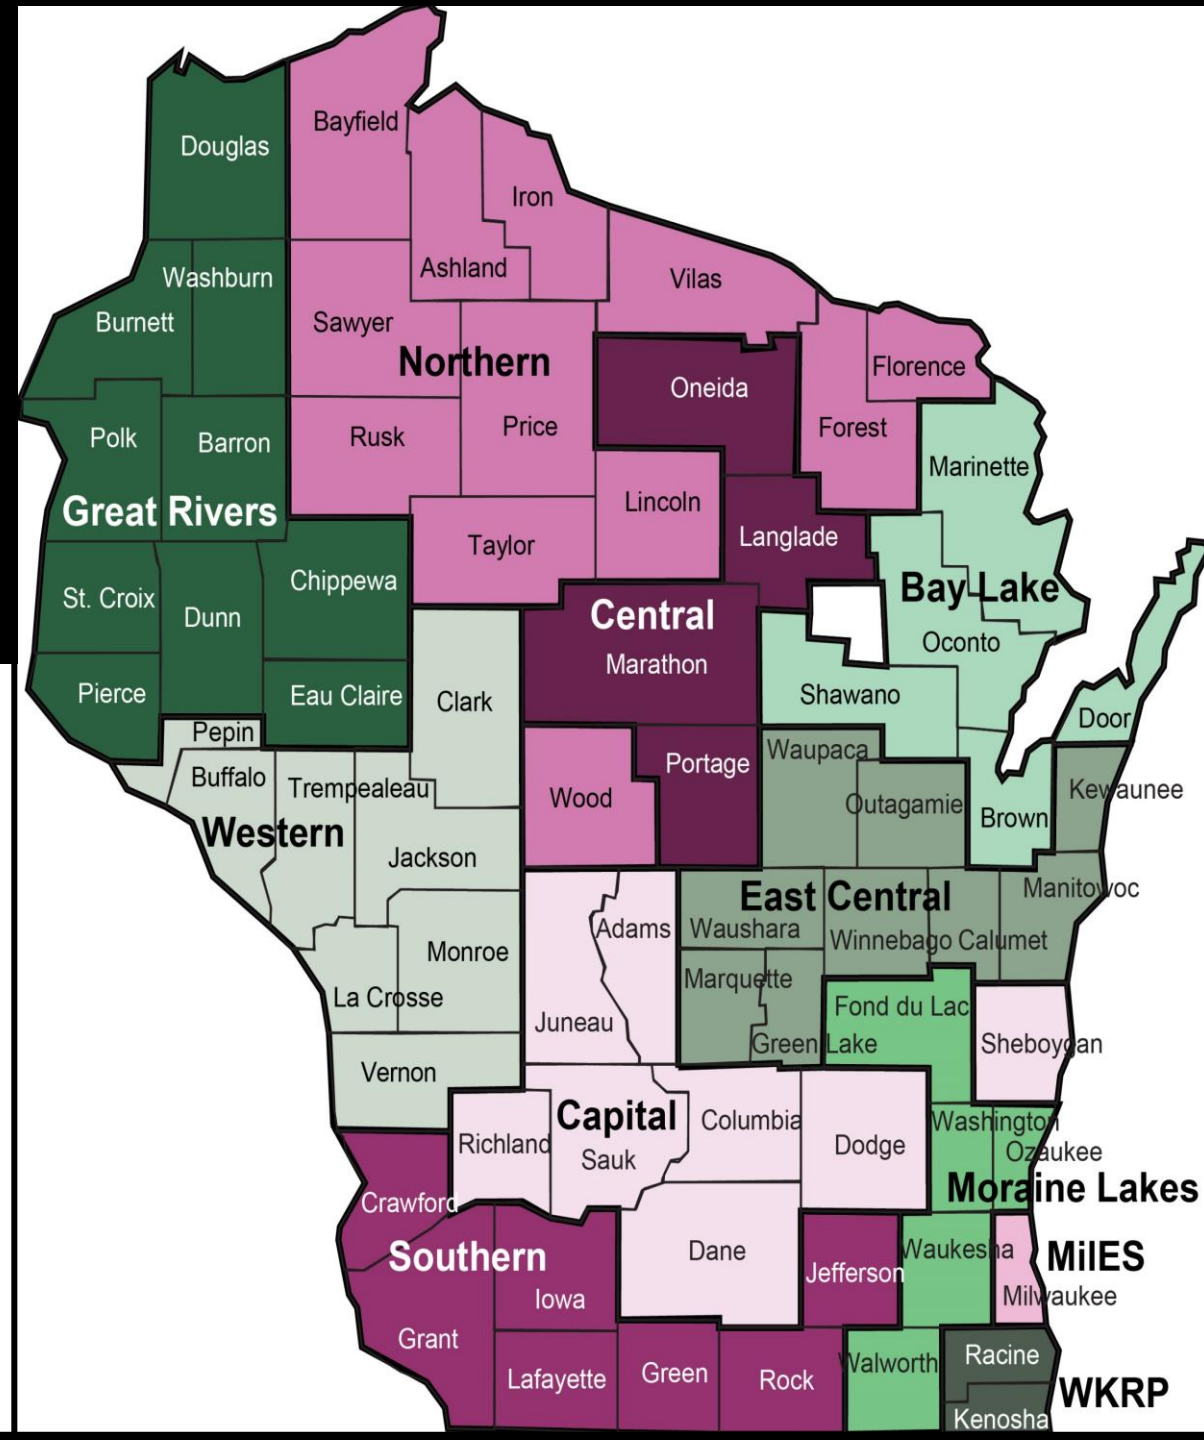 Bayfield
Douglas
Iron
Ashland
Washburn
Vilas
Burnett
Sawyer
Northern
Florence
Oneida
Price
Forest
Rusk
Polk
Barron
Marinette
Great Rivers
Lincoln
Langlade
Taylor
Chippewa
Bay Lake
St. Croix
Dunn
Central
Oconto
Marathon
Pierce
Eau Claire
Clark
Shawano
Door
Pepin
Waupaca
Portage
Buffalo
Trempealeau
Wood
Kewaunee
Outagamie
Brown
Western
Jackson
East Central
Manitowoc
Adams
Waushara
Winnebago
Calumet
Monroe
Marquette
La Crosse
Fond du Lac
Juneau
Green Lake
Sheboygan
Vernon
Capital
Columbia
Washington
Richland
Sauk
Dodge
Ozaukee
Moraine Lakes
Crawford
Southern
Dane
Waukesha
MilES
Jefferson
Iowa
Milwaukee
Grant
Lafayette
Green
Rock
Walworth
Racine
WKRP
Kenosha